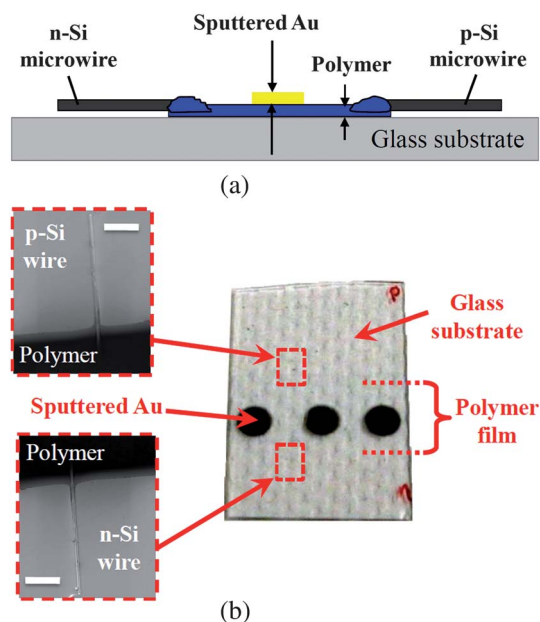 Sputtered Au
n-Si
microwire
Polymer
p-Si
microwire
Glass substrate
(a)
p-Si
wire
Polymer
Sputtered Au
Polymer
n-Si
wire
Glass
substrate
Polymer
film
(b)